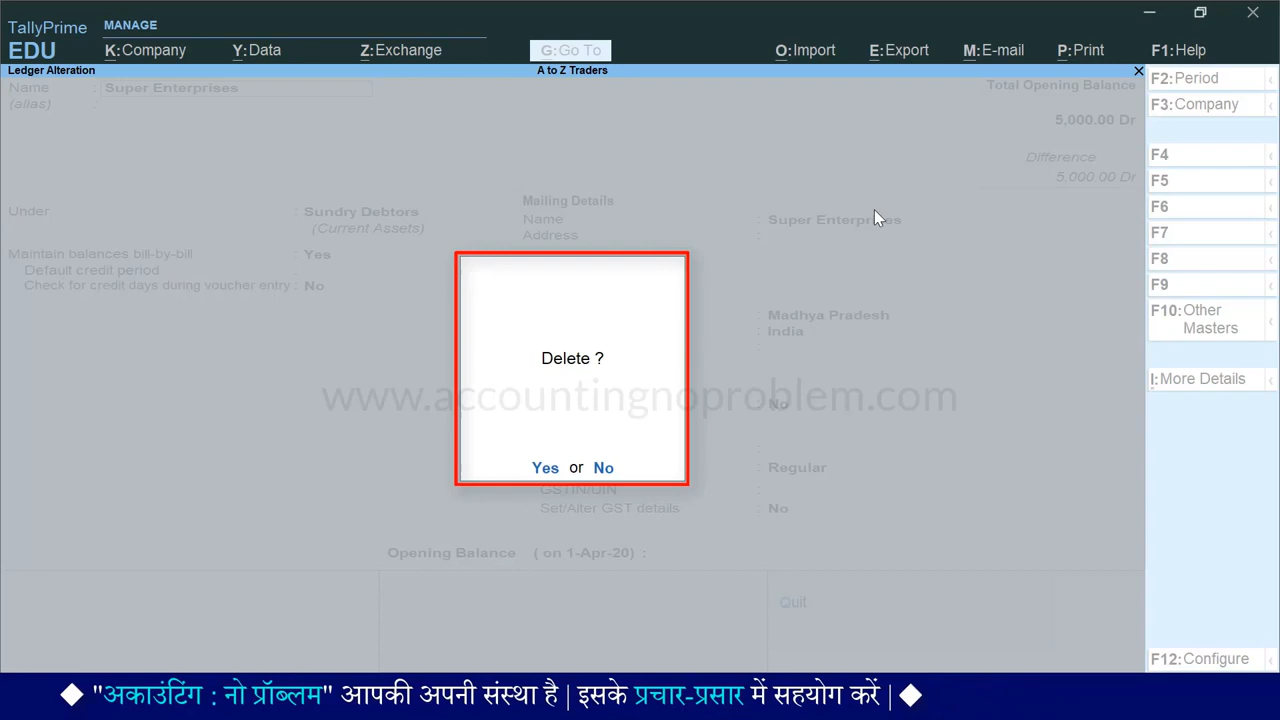 TallyPrime
EDU
MANAGE
K:Company Y:Data Z:Exchange G:Go To O:Import E:Export M:E-mail P:Print F1:Help
Ledger Alteration A to Z Traders
Name : Super Enterprises
(alias) :
Total Opening Balance
5,000.00 Dr
Difference
5,000.00 Dr
Under : Sundry Debtors
(Current Assets)
Maintain balances bill-by-bill : Yes
Default credit period
Check for credit days during voucher entry : No
Mailing Details
Name : Super Enterprises
Address :
: Madhya Pradesh
: India
:
: No
:
: Regular
GSTIN/UIN :
Set/Alter GST details : No
Opening Balance ( on 1-Apr-20) :
Quit
Delete ?
Yes or No
www.accountingnoproblem.com
F2:Period
F3:Company
F4
F5
F6
F7
F8
F9
F10:Other
Masters
I:More Details
F12:Configure
◆ "अकाउंटिंग : नो प्रॉब्लम" आपकी अपनी संस्था है | इसके प्रचार-प्रसार में सहयोग करें | ◆